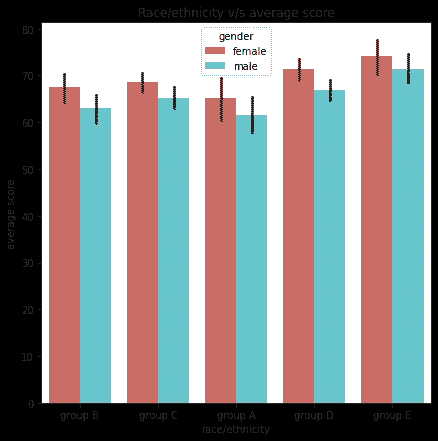 Race/ethnicity v/s average score
gender
female
male
80
70
60
50
40
30
20
10
0
average score
group B
group C
group A
group D
group E
race/ethnicity